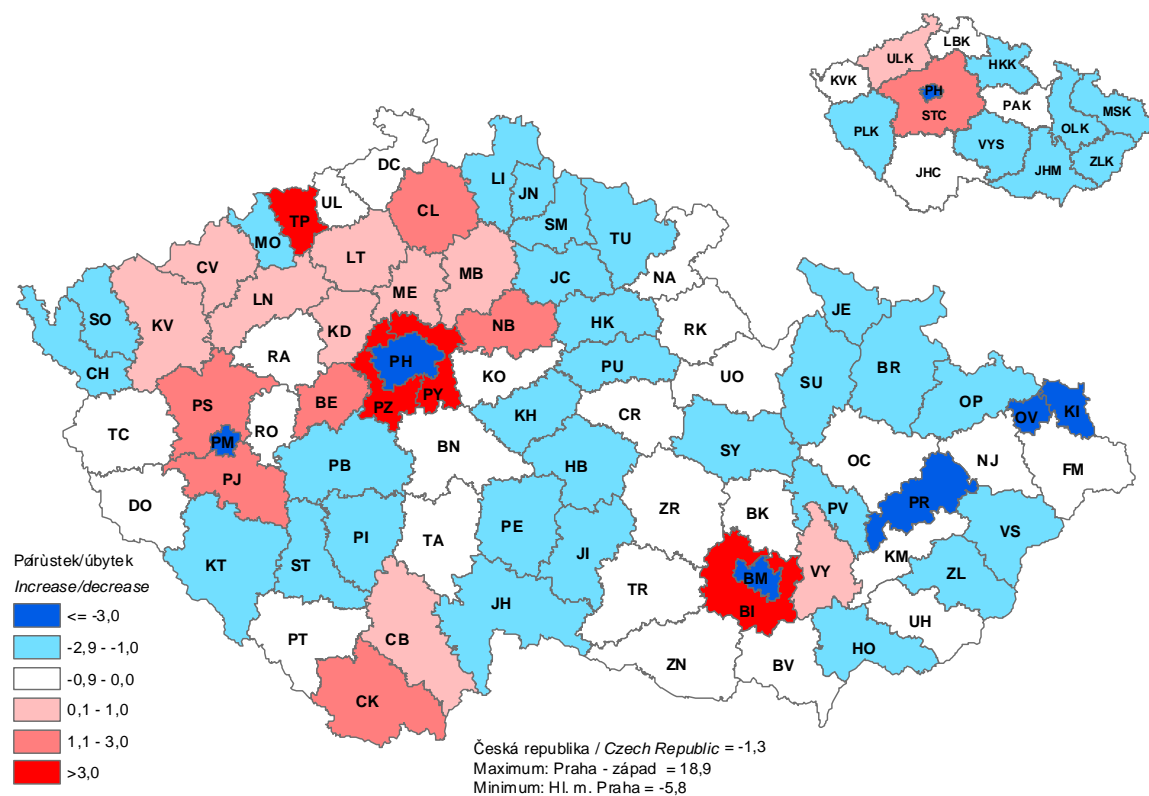 LBK
ULK
HKK
KVK
PH
PAK
MSK
STC
PLK
OLK
VYS
ZLK
JHM
JHC
DC
LI
JN
UL
TP
CL
SM
MO
TU
LT
CV
MB
JC
NA
ME
LN
SO
KV
KD
NB
HK
RK
JE
RA
PH
CH
KO
PU
UO
SU
BR
PY
PZ
BE
PS
KH
CR
OP
OV
KI
TC
PM
RO
BN
SY
OC
NJ
FM
PB
HB
PJ
DO
ZR
BK
PV
PR
VS
PE
TA
PI
KM
KT
ST
JI
BM
VY
ZL
TR
BI
JH
UH
PT
CB
HO
ZN
BV
CK
Pøírùstek/úbytek
Increase/decrease
<= -3,0
-2,9 - -1,0
-0,9 - 0,0
0,1 - 1,0
1,1 - 3,0
>3,0
Česká republika / Czech Republic = -1,3
Maximum: Praha - západ = 18,9
Minimum: Hl. m. Praha = -5,8